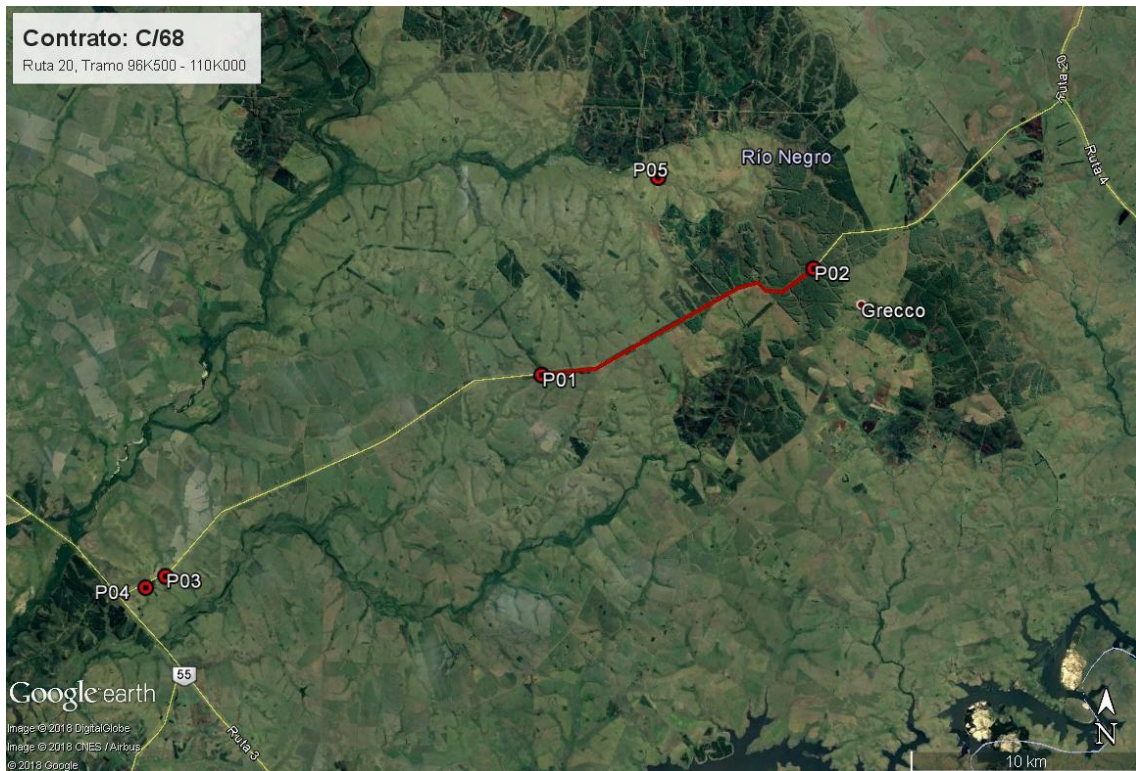 Contrato: C/68
Ruta 20, Tramo 96K500 - 110K000
Ruta 20
Ruta 4
Río Negro
P05
P02
Grecco
P01
P03
P04
55
Ruta 3
Google earth
Image © 2018 DigitalGlobe
Image © 2018 CNES / Airbus
© 2018 Google
N
10 km